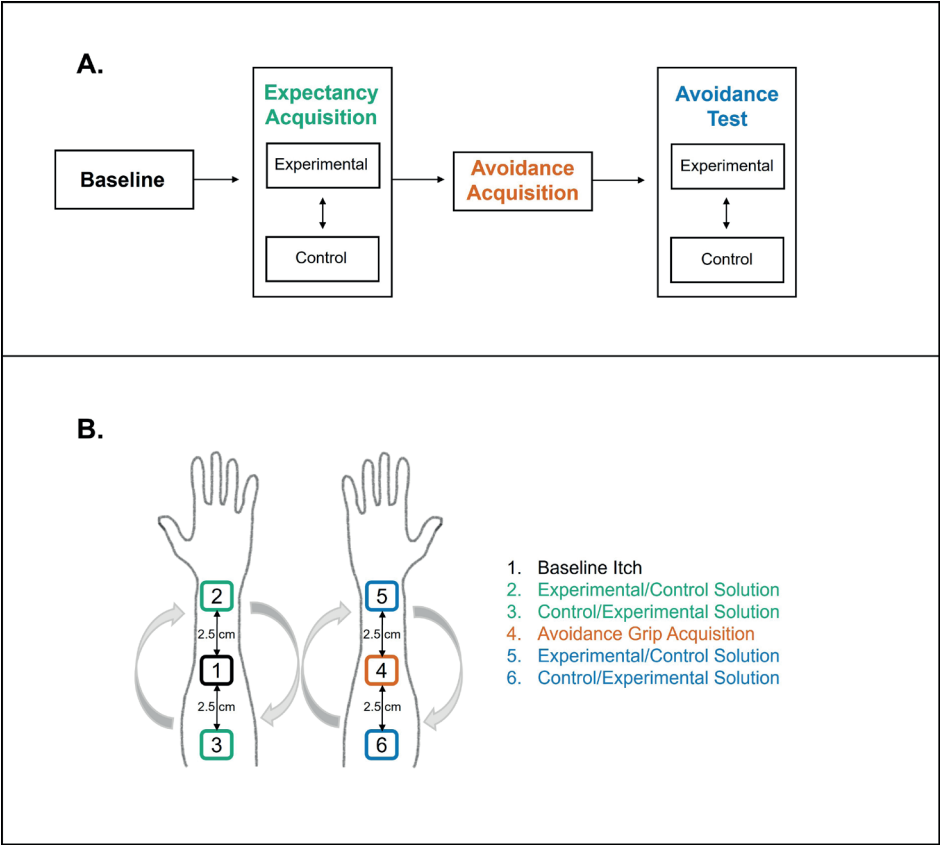 A.
Baseline
Expectancy
Acquisition
Experimental
Control
Avoidance
Acquisition
Avoidance
Test
Experimental
Control
B.
2
2.5 cm
1
2.5 cm
3
5
2.5 cm
4
2.5 cm
6
1. Baseline Itch
2. Experimental/Control Solution
3. Control/Experimental Solution
4. Avoidance Grip Acquisition
5. Experimental/Control Solution
6. Control/Experimental Solution